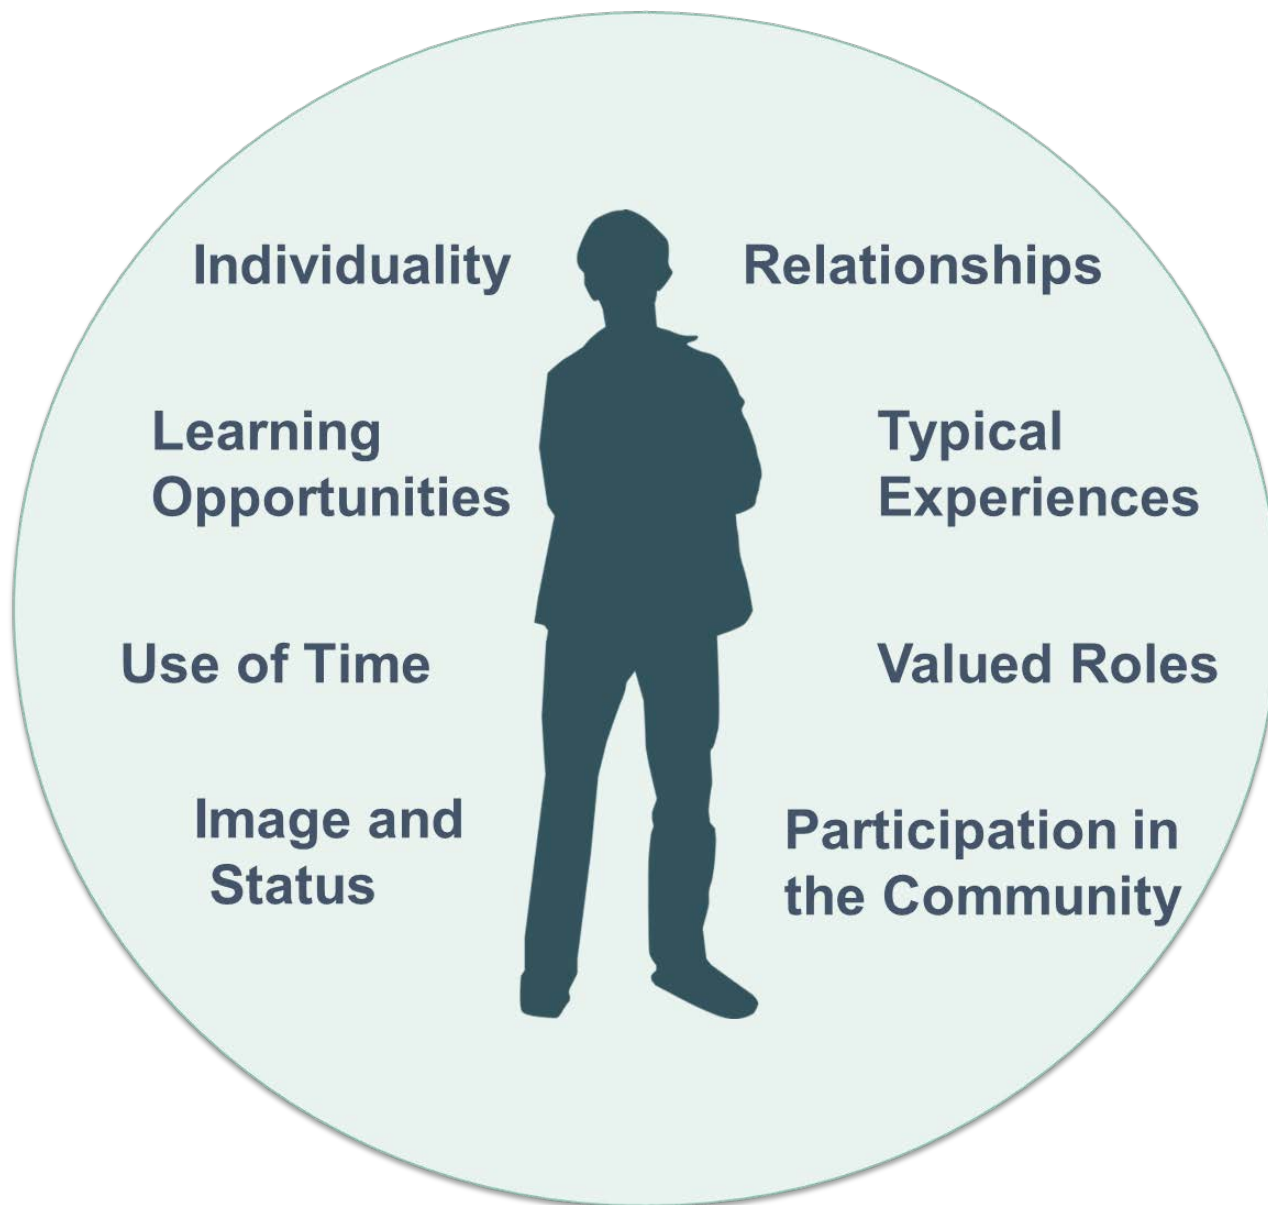 Individuality
Relationships
Learning
Opportunities
Typical
Experiences
Use of Time
Valued Roles
Image and
Status
Participation in
the Community